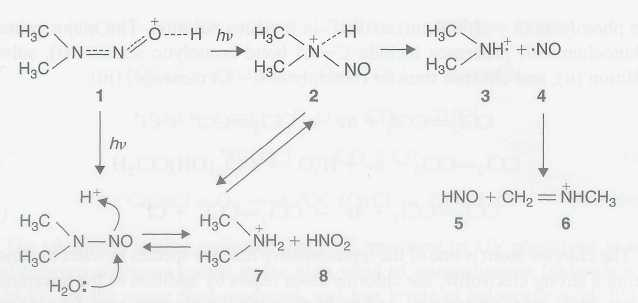 H₃C H₃C N N O H + hν H₃C H₃C N + H NO H₃C H₃C NH +· + ·NO
1 2 3 4
hν
H⁺ HNO + CH₂ = NHCH₃ +
5 6
H₃C H₃C N — NO H₃C H₃C NH₂ + + HNO₂
H₂O: 7 8